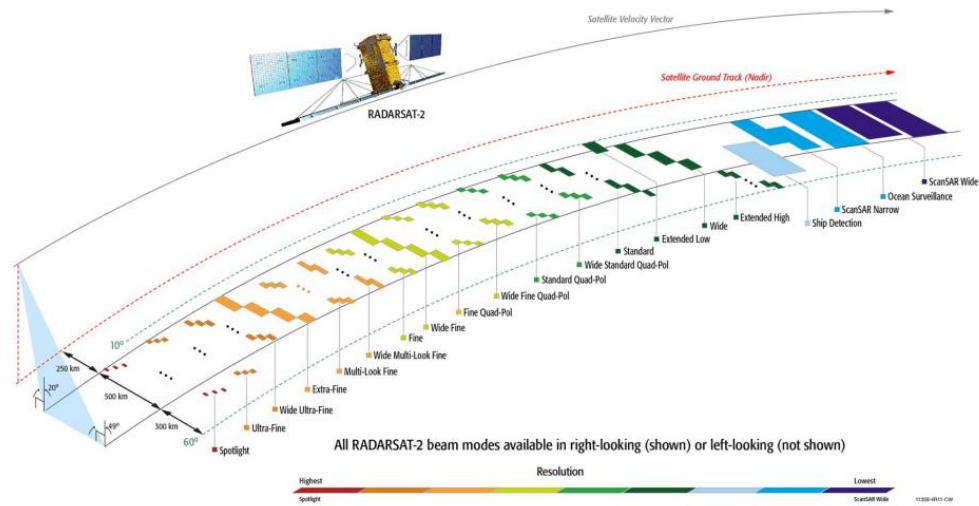 Satellite Velocity Vector
Satellite Ground Track (Nadir)
RADARSAT-2
ScanSAR Wide
Ocean Surveillance
ScanSAR Narrow
Ship Detection
Extended High
Wide
Extended Low
Standard
Wide Standard Quad-Pol
Standard Quad-Pol
Wide Fine Quad-Pol
Fine Quad-Pol
Wide Fine
Fine
Wide Multi-Look Fine
Multi-Look Fine
Extra-Fine
Wide Ultra-Fine
Ultra-Fine
Spotlight
10°
250 km
500 km
300 km
20°
49°
60°
All RADARSAT-2 beam modes available in right-looking (shown) or left-looking (not shown)
Resolution
Highest
Lowest
Spotlight
ScanSAR Wide